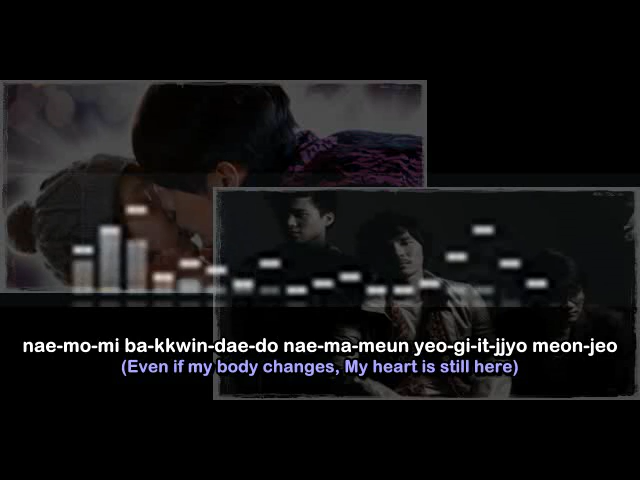 nae-mo-mi ba-kkwin-dae-do nae-ma-meun yeo-gi-it-jjyo meon-jeo
(Even if my body changes, My heart is still here)